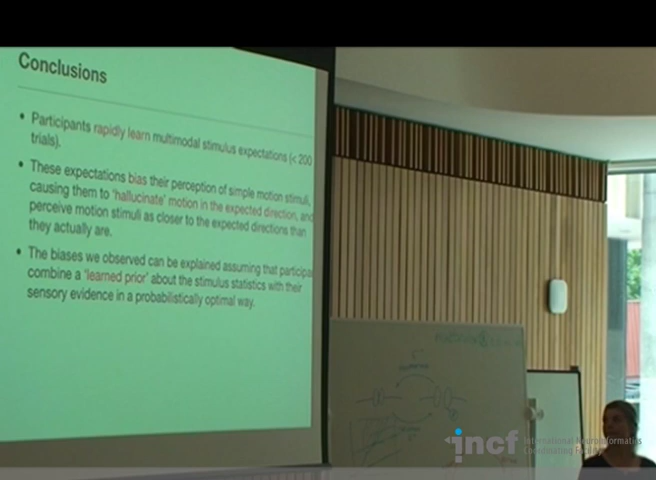 Conclusions
• Participants rapidly learn multimodal stimulus expectations (< 200
trials).
• These expectations bias their perception of simple motion stimuli,
causing them to 'hallucinate' motion in the expected direction, and
perceive motion stimuli as closer to the expected directions than
they actually are.
• The biases we observed can be explained assuming that
combine a 'learned prior' about the stimulus statistics with their
sensory evidence in a probabilistically optimal way.
incf
International Neuroinformatics
Coordinating Facility